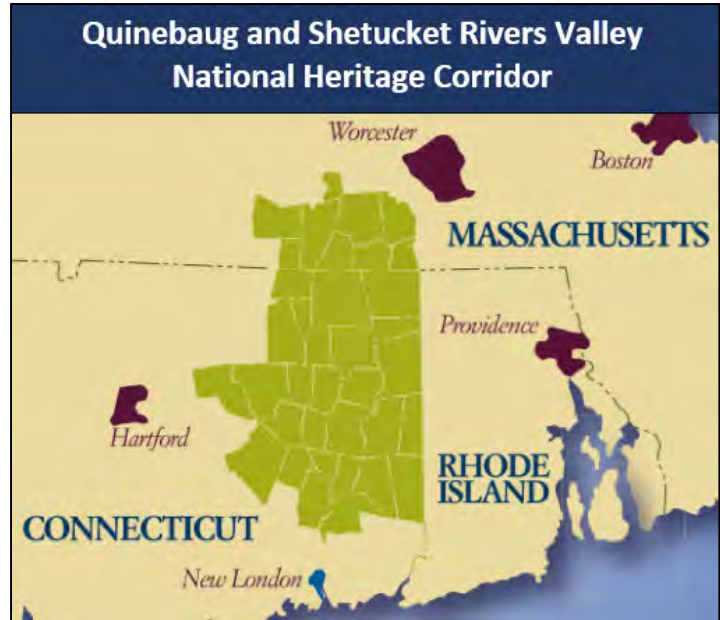 Quinebaug and Shetucket Rivers Valley
National Heritage Corridor
Worcester
Boston
MASSACHUSETTS
Providence
Hartford
RHODE
ISLAND
CONNECTICUT
New London